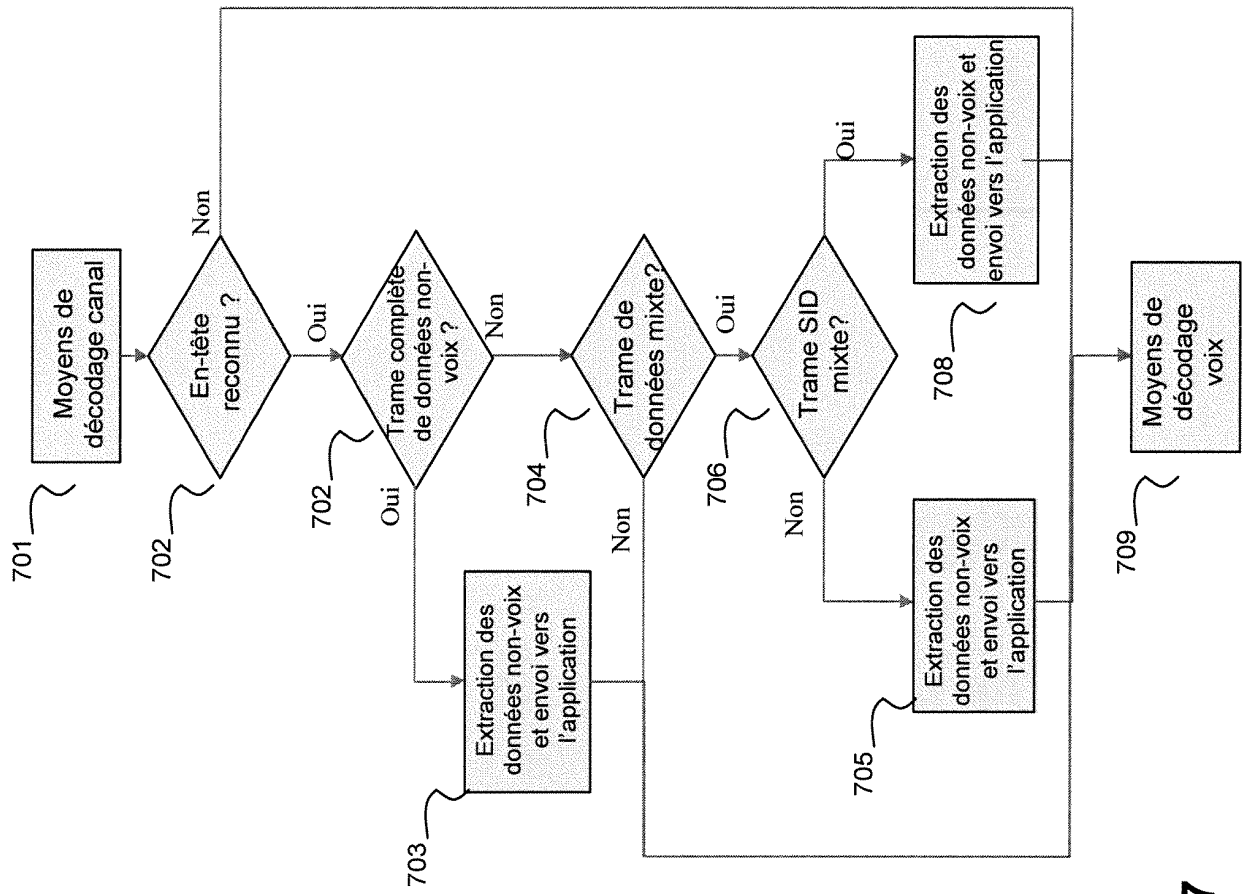 701
Moyens de
décodage canal
702
En-tête
reconnu ?
Non
Oui
702
Trame complète
de données non-
voix ?
Oui
Non
703
Extraction des
données non-voix
et envoi vers
l'application
704
Trame de
données mixte?
Non
Oui
706
Trame SID
mixte?
Non
Oui
705
Extraction des
données non-voix
et envoi vers
l'application
708
Extraction des
données non-voix et
envoi vers l'application
709
Moyens de
décodage
voix
7